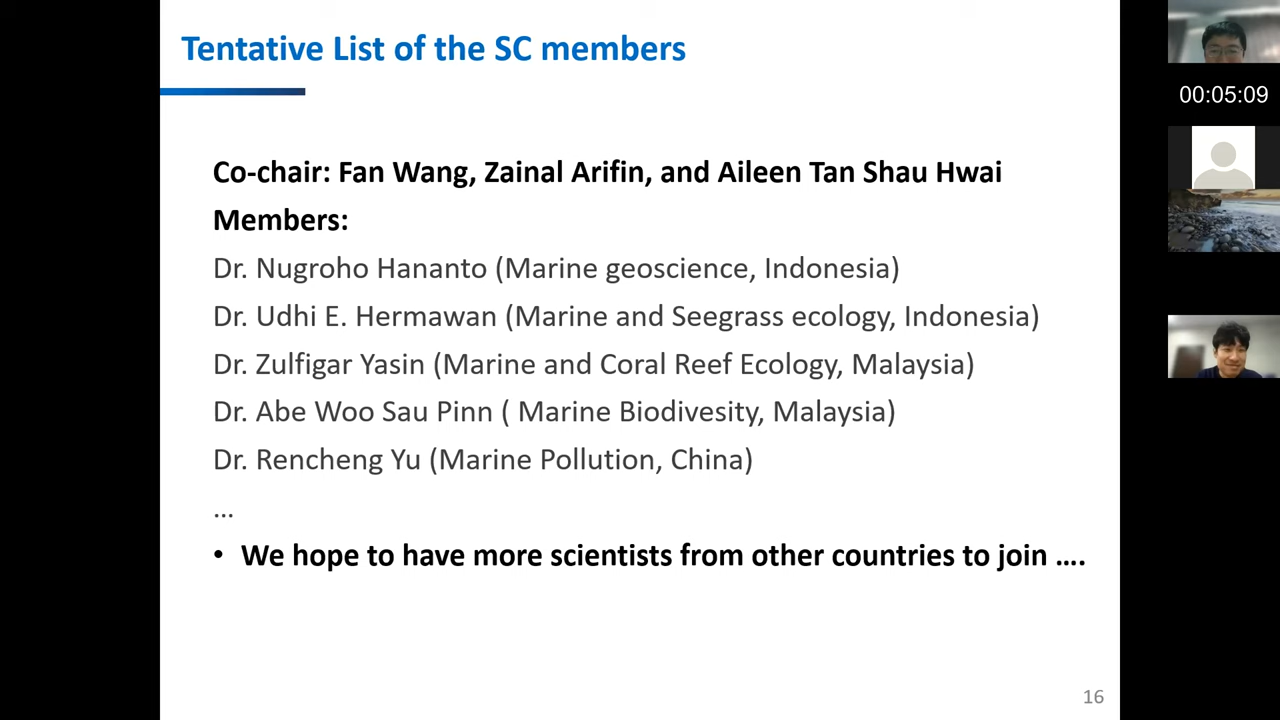 Tentative List of the SC members
00:05:09
Co-chair: Fan Wang, Zainal Arifin, and Aileen Tan Shau Hwai
Members:
Dr. Nugroho Hananto (Marine geoscience, Indonesia)
Dr. Udhi E. Hermawan (Marine and Seegrass ecology, Indonesia)
Dr. Zulfigar Yasin (Marine and Coral Reef Ecology, Malaysia)
Dr. Abe Woo Sau Pinn ( Marine Biodivesity, Malaysia)
Dr. Rencheng Yu (Marine Pollution, China)
...
• We hope to have more scientists from other countries to join ....
16